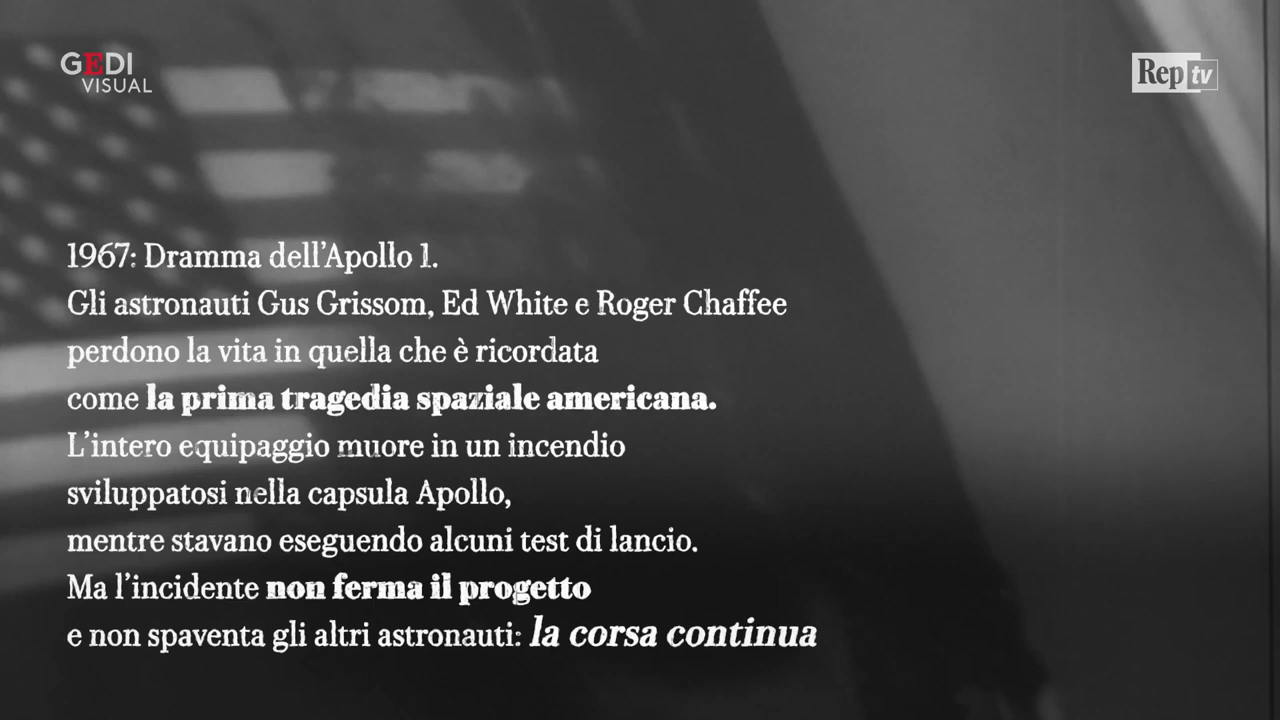 GEDI
VISUAL
Rep tv
1967: Dramma dell'Apollo 1.
Gli astronauti Gus Grissom, Ed White e Roger Chaffee
perdono la vita in quella che è ricordata
come la prima tragedia spaziale americana.
L'intero equipaggio muore in un incendio
sviluppatosi nella capsula Apollo,
mentre stavano eseguendo alcuni test di lancio.
Ma l'incidente non ferma il progetto
e non spaventa gli altri astronauti: la corsa continua